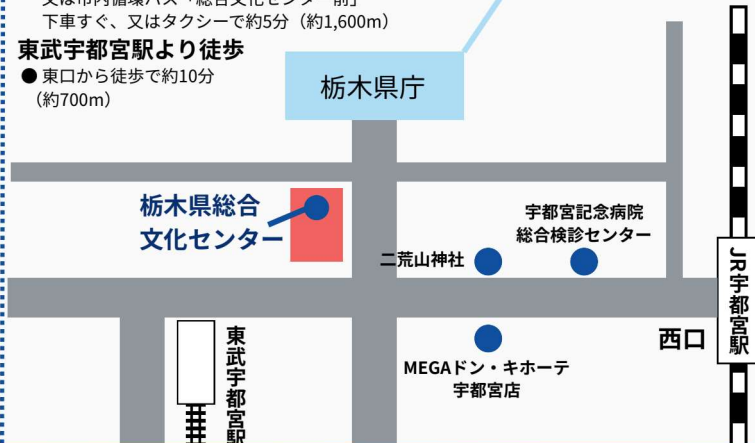 又は市内循環バス「総合文化センター前」
下車すぐ、又はタクシーで約5分（約1,600m）
東武宇都宮駅より徒歩
● 東口から徒歩で約10分
（約700m）
栃木県庁
栃木県総合
文化センター
宇都宮記念病院
総合検診センター
二荒山神社
JR宇都宮駅
西口
東武宇都宮駅
MEGAドン・キホーテ
宇都宮店